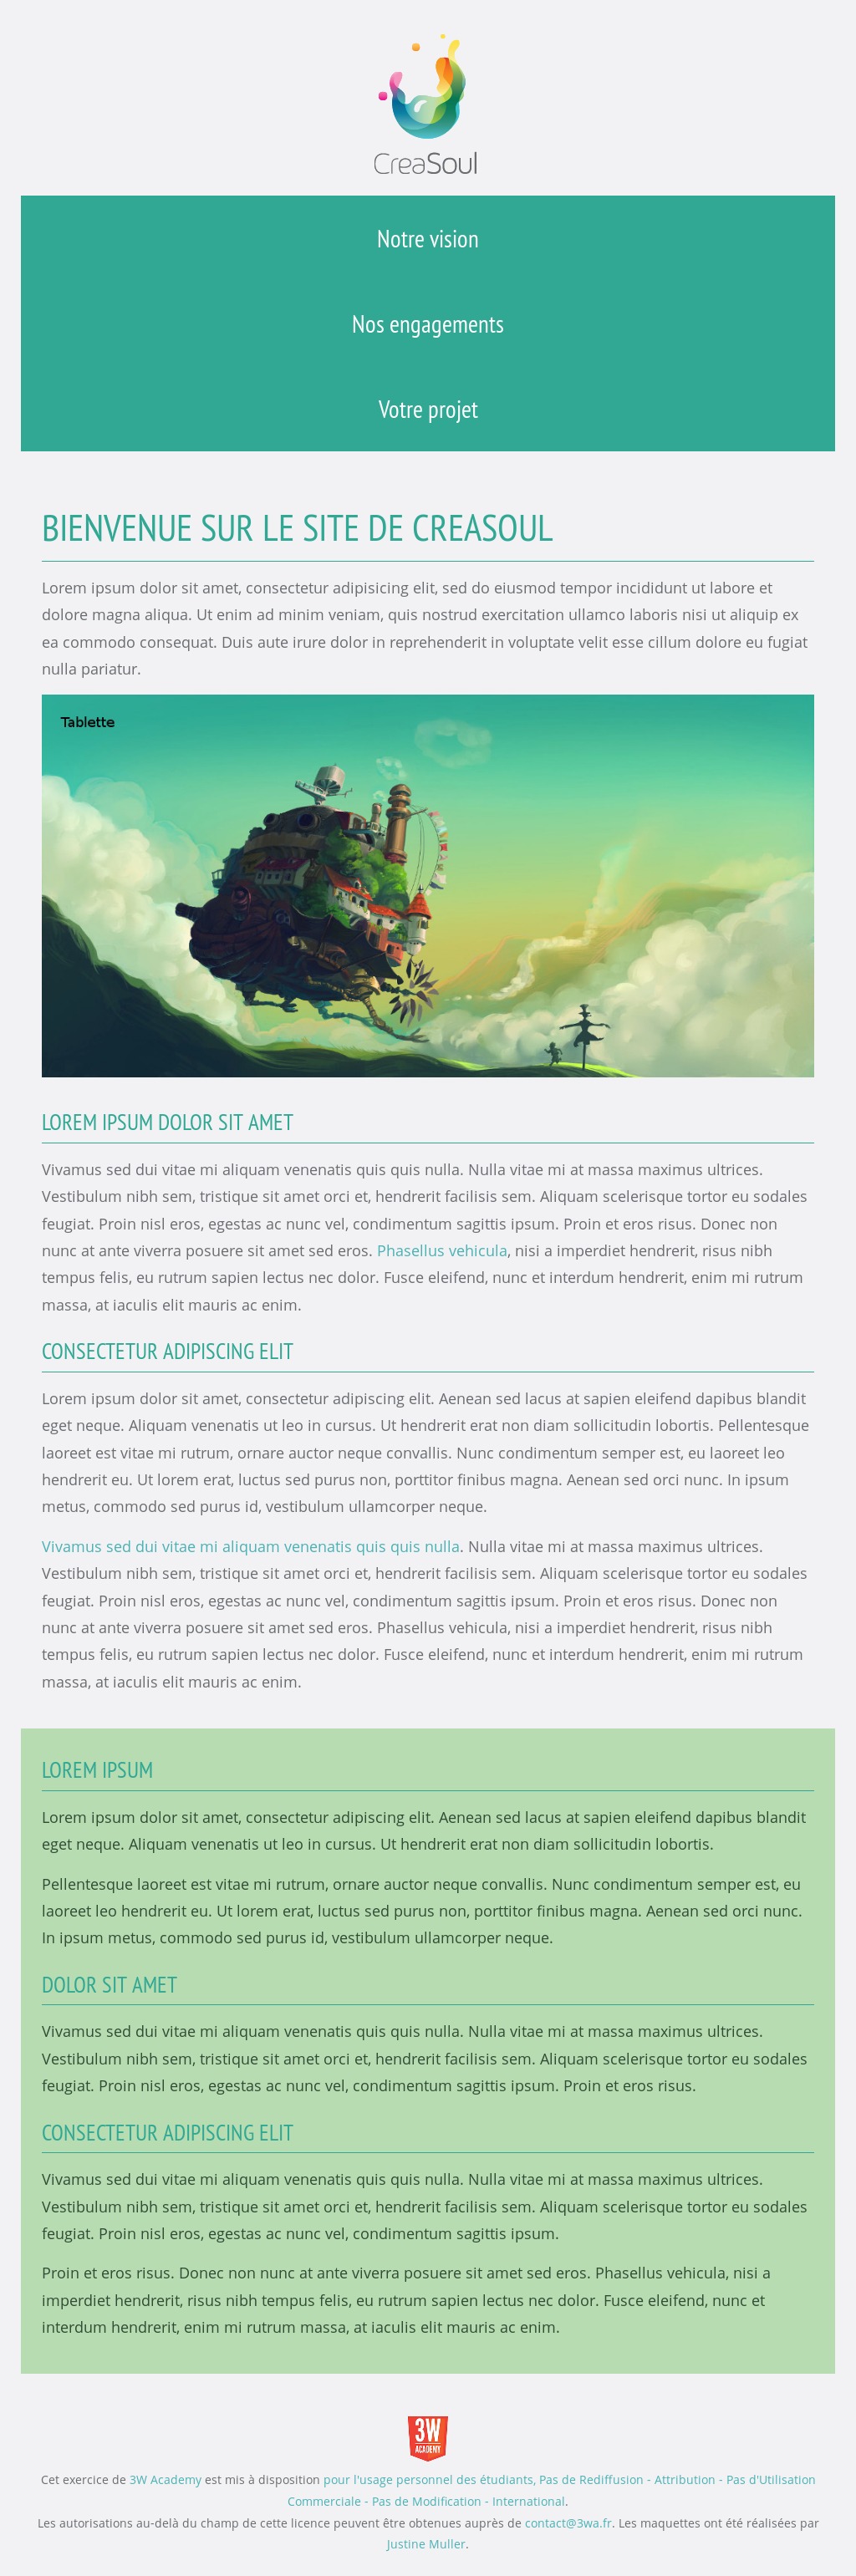 CreaSoul
Notre vision
Nos engagements
Votre projet
BIENVENUE SUR LE SITE DE CREASOUL
Lorem ipsum dolor sit amet, consectetur adipisicing elit, sed do eiusmod tempor incididunt ut labore et
dolore magna aliqua. Ut enim ad minim veniam, quis nostrud exercitation ullamco laboris nisi ut aliquip ex
ea commodo consequat. Duis aute irure dolor in reprehenderit in voluptate velit esse cillum dolore eu fugiat
nulla pariatur.
Tablette
LOREM IPSUM DOLOR SIT AMET
Vivamus sed dui vitae mi aliquam venenatis quis quis nulla. Nulla vitae mi at massa maximus ultrices.
Vestibulum nibh sem, tristique sit amet orci et, hendrerit facilisis sem. Aliquam scelerisque tortor eu sodales
feugiat. Proin nisl eros, egestas ac nunc vel, condimentum sagittis ipsum. Proin et eros risus. Donec non
nunc at ante viverra posuere sit amet sed eros. Phasellus vehicula, nisi a imperdiet hendrerit, risus nibh
tempus felis, eu rutrum sapien lectus nec dolor. Fusce eleifend, nunc et interdum hendrerit, enim mi rutrum
massa, at iaculis elit mauris ac enim.
CONSECTETUR ADIPISCING ELIT
Lorem ipsum dolor sit amet, consectetur adipiscing elit. Aenean sed lacus at sapien eleifend dapibus blandit
eget neque. Aliquam venenatis ut leo in cursus. Ut hendrerit erat non diam sollicitudin lobortis. Pellentesque
laoreet est vitae mi rutrum, ornare auctor neque convallis. Nunc condimentum semper est, eu laoreet leo
hendrerit eu. Ut lorem erat, luctus sed purus non, porttitor finibus magna. Aenean sed orci nunc. In ipsum
metus, commodo sed purus id, vestibulum ullamcorper neque.
Vivamus sed dui vitae mi aliquam venenatis quis quis nulla. Nulla vitae mi at massa maximus ultrices.
Vestibulum nibh sem, tristique sit amet orci et, hendrerit facilisis sem. Aliquam scelerisque tortor eu sodales
feugiat. Proin nisl eros, egestas ac nunc vel, condimentum sagittis ipsum. Proin et eros risus. Donec non
nunc at ante viverra posuere sit amet sed eros. Phasellus vehicula, nisi a imperdiet hendrerit, risus nibh
tempus felis, eu rutrum sapien lectus nec dolor. Fusce eleifend, nunc et interdum hendrerit, enim mi rutrum
massa, at iaculis elit mauris ac enim.
LOREM IPSUM
Lorem ipsum dolor sit amet, consectetur adipiscing elit. Aenean sed lacus at sapien eleifend dapibus blandit
eget neque. Aliquam venenatis ut leo in cursus. Ut hendrerit erat non diam sollicitudin lobortis.
Pellentesque laoreet est vitae mi rutrum, ornare auctor neque convallis. Nunc condimentum semper est, eu
laoreet leo hendrerit eu. Ut lorem erat, luctus sed purus non, porttitor finibus magna. Aenean sed orci nunc.
In ipsum metus, commodo sed purus id, vestibulum ullamcorper neque.
DOLOR SIT AMET
Vivamus sed dui vitae mi aliquam venenatis quis quis nulla. Nulla vitae mi at massa maximus ultrices.
Vestibulum nibh sem, tristique sit amet orci et, hendrerit facilisis sem. Aliquam scelerisque tortor eu sodales
feugiat. Proin nisl eros, egestas ac nunc vel, condimentum sagittis ipsum. Proin et eros risus.
CONSECTETUR ADIPISCING ELIT
Vivamus sed dui vitae mi aliquam venenatis quis quis nulla. Nulla vitae mi at massa maximus ultrices.
Vestibulum nibh sem, tristique sit amet orci et, hendrerit facilisis sem. Aliquam scelerisque tortor eu sodales
feugiat. Proin nisl eros, egestas ac nunc vel, condimentum sagittis ipsum.
Proin et eros risus. Donec non nunc at ante viverra posuere sit amet sed eros. Phasellus vehicula, nisi a
imperdiet hendrerit, risus nibh tempus felis, eu rutrum sapien lectus nec dolor. Fusce eleifend, nunc et
interdum hendrerit, enim mi rutrum massa, at iaculis elit mauris ac enim.
3W
ACADEMY
Cet exercice de 3W Academy est mis à disposition pour l'usage personnel des étudiants, Pas de Rediffusion - Attribution - Pas d'Utilisation
Commerciale - Pas de Modification - International.
Les autorisations au-delà du champ de cette licence peuvent être obtenues auprès de contact@3wa.fr. Les maquettes ont été réalisées par
Justine Muller.